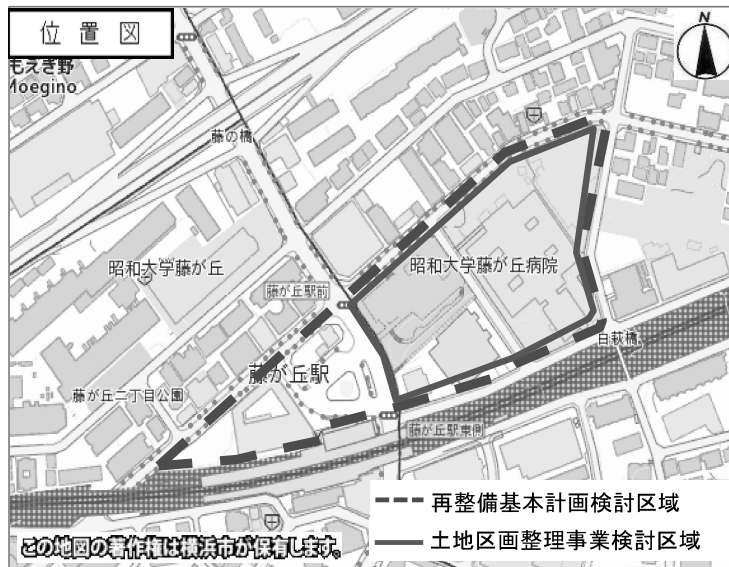 位置図
N
もえぎ野
Moegino
藤の橋
昭和大学藤が丘
昭和大学藤が丘病院
藤が丘駅前
白萩橋
藤が丘駅
藤が丘二丁目公園
藤が丘駅東側
再整備基本計画検討区域
土地区画整理事業検討区域
この地図の著作権は横浜市が保有します。